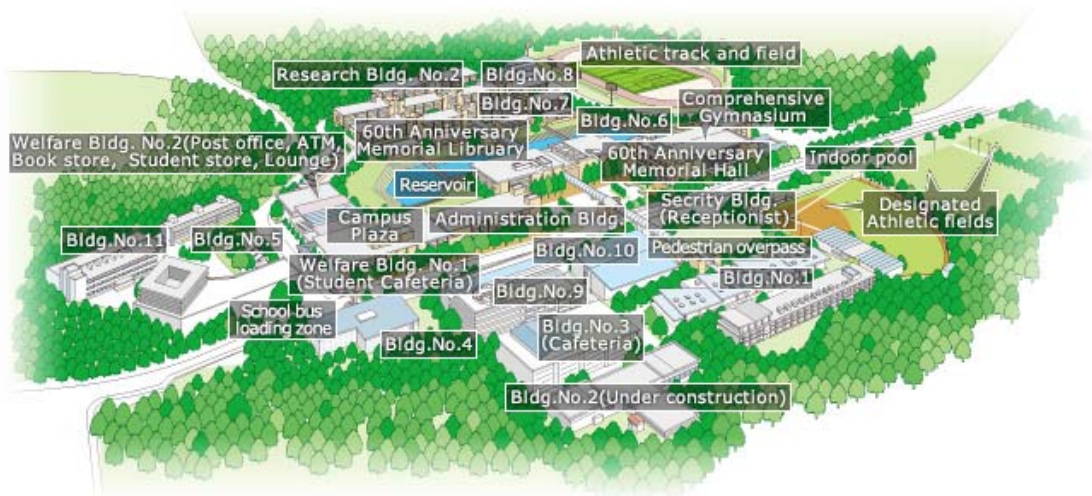 Athletic track and field
Research Bldg. No.2
Bldg.No.8
Bldg.No.7
Comprehensive
Gymnasium
Bldg.No.6
60th Anniversary
Memorial Libruary
Welfare Bldg. No.2(Post office, ATM,
Book store, Student store, Lounge)
60th Anniversary
Memorial Hall
Indoor pool
Reservoir
Secrity Bldg.
(Receptionist)
Designated
Athletic fields
Campus
Plaza
Administration Bldg.
Bldg.No.11
Bldg.No.5
Bldg.No.10
Pedestrian overpass
Welfare Bldg. No.1
(Student Cafeteria)
Bldg.No.1
Bldg.No.9
School bus
loading zone
Bldg.No.3
(Cafeteria)
Bldg.No.4
Bldg.No.2(Under construction)